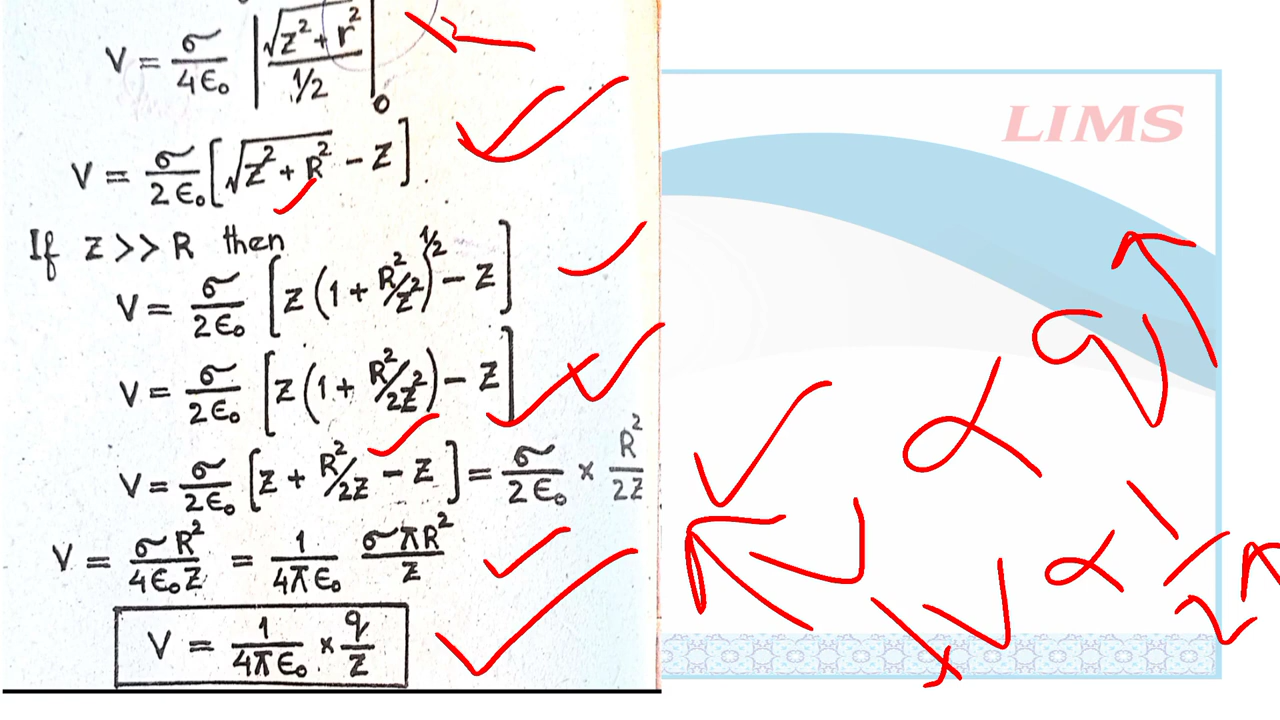 V = σ/4ε₀ |√(z² + r²)/(1/2)|₀
V = σ/2ε₀ [√(z² + R²) - z]
If z >> R then
V = σ/2ε₀ [z (1 + R²/z²)^1/2 - z]
V = σ/2ε₀ [z (1 + R²/2z²) - z]
V = σ/2ε₀ [z + R²/2z - z] = σ/2ε₀ × R²/2z
V = σR²/4ε₀z = 1/4πε₀ σπR²/z
V = 1/4πε₀ × q/z
LIMS
V ∝ q
V ∝ 1/r